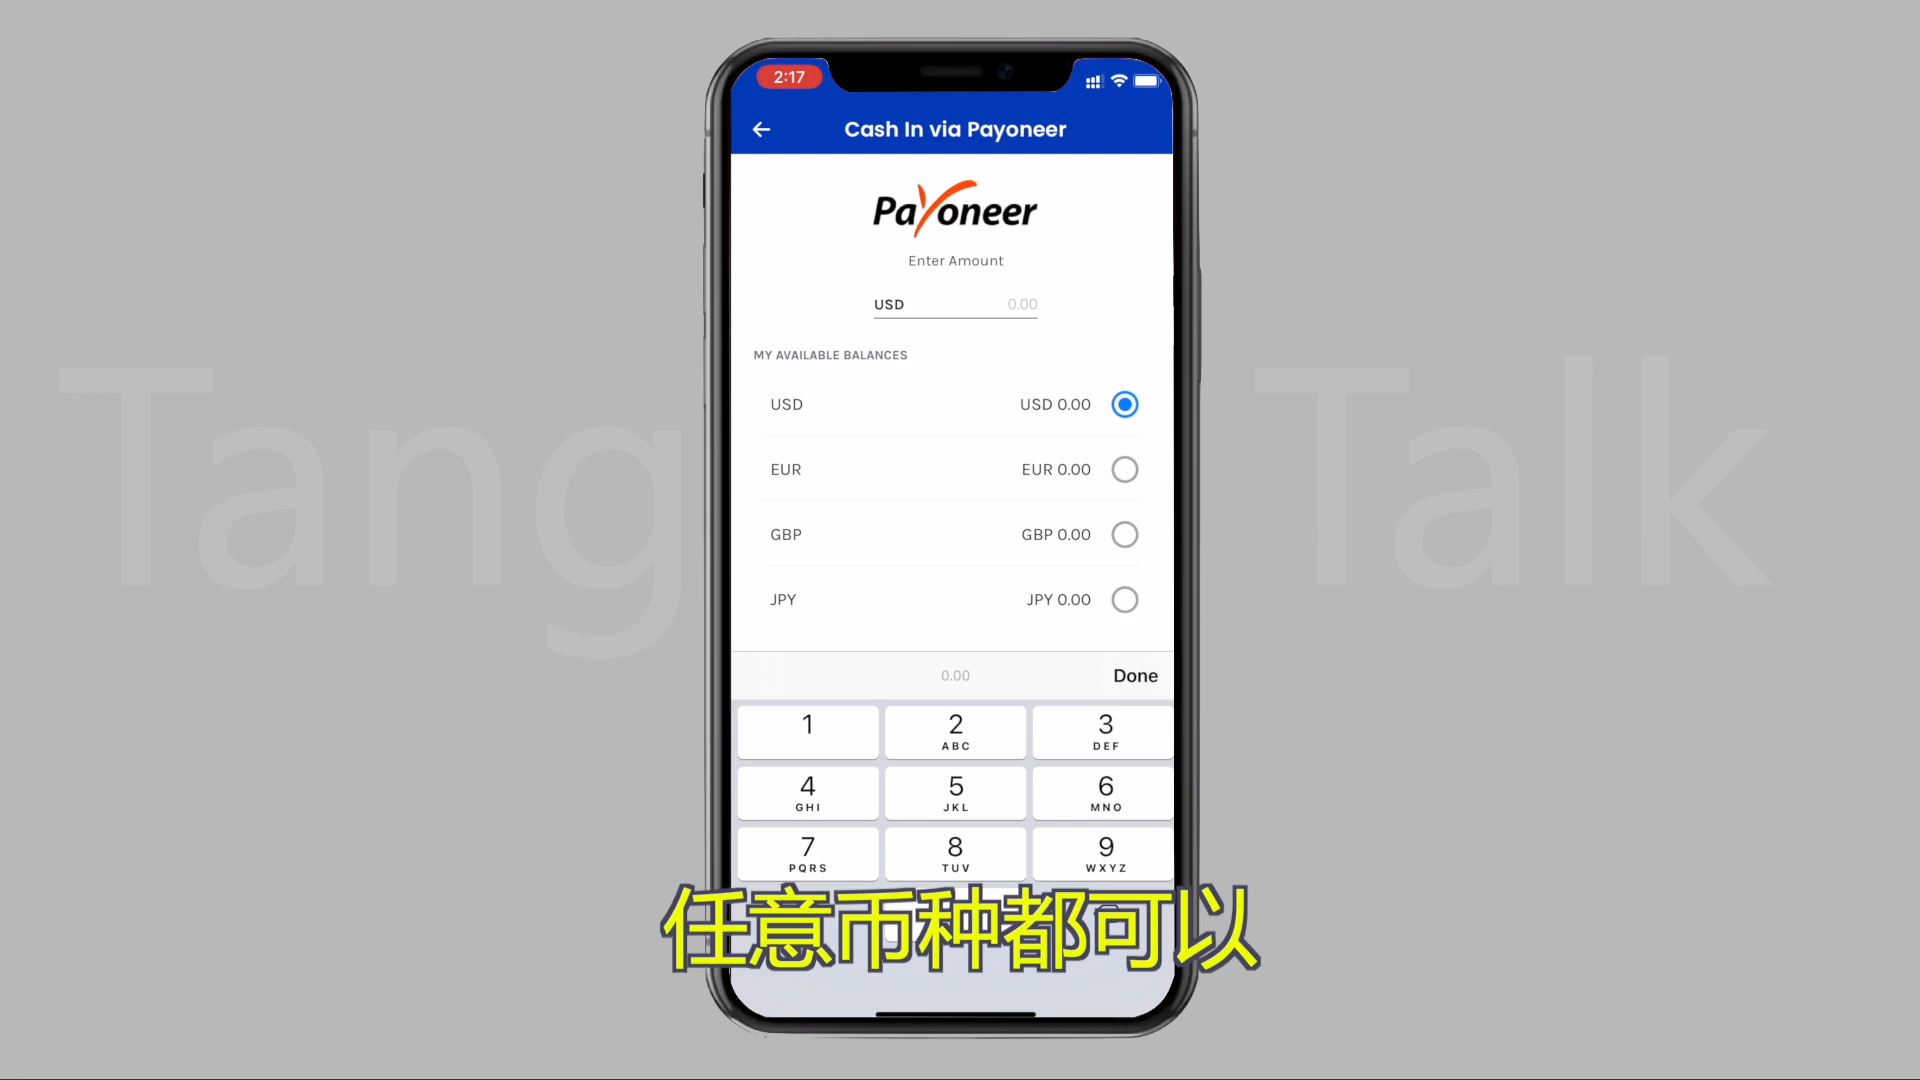 2:17
Cash In via Payoneer
Payoneer
Enter Amount
USD 0.00
MY AVAILABLE BALANCES
USD USD 0.00
EUR EUR 0.00
GBP GBP 0.00
JPY JPY 0.00
Tang Talk
0.00 Done
1 2 3
ABC DEF
4 5 6
GHI JKL MNO
7 8 9
PQRS TUV WXYZ
任意币种都可以